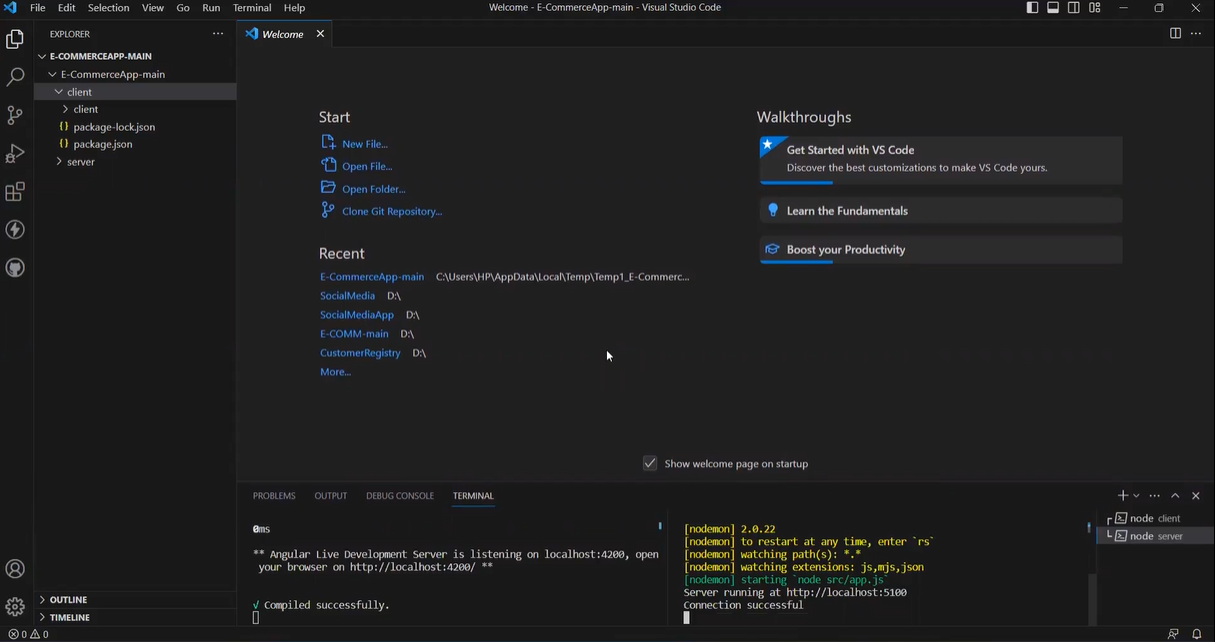 File Edit Selection View Go Run Terminal Help
Welcome - E-CommerceApp-main - Visual Studio Code
EXPLORER
Welcome
E-COMMERCEAPP-MAIN
E-CommerceApp-main
client
client
{} package-lock.json
{} package.json
server
Start
New File...
Open File...
Open Folder...
Clone Git Repository...
Recent
E-CommerceApp-main C:\Users\HP\AppData\Local\Temp\Temp1_E-Commerc...
SocialMedia D:\
SocialMediaApp D:\
E-COMM-main D:\
CustomerRegistry D:\
More...
Walkthroughs
Get Started with VS Code
Discover the best customizations to make VS Code yours.
Learn the Fundamentals
Boost your Productivity
Show welcome page on startup
PROBLEMS OUTPUT DEBUG CONSOLE TERMINAL
0ms
** Angular Live Development Server is listening on localhost:4200, open
your browser on http://localhost:4200/ **
√ Compiled successfully.
[nodemon] 2.0.22
[nodemon] to restart at any time, enter `rs`
[nodemon] watching path(s): *.*
[nodemon] watching extensions: js,mjs,json
[nodemon] starting `node src/app.js`
Server running at http://localhost:5100
Connection successful
node client
node server
OUTLINE
TIMELINE
0 0